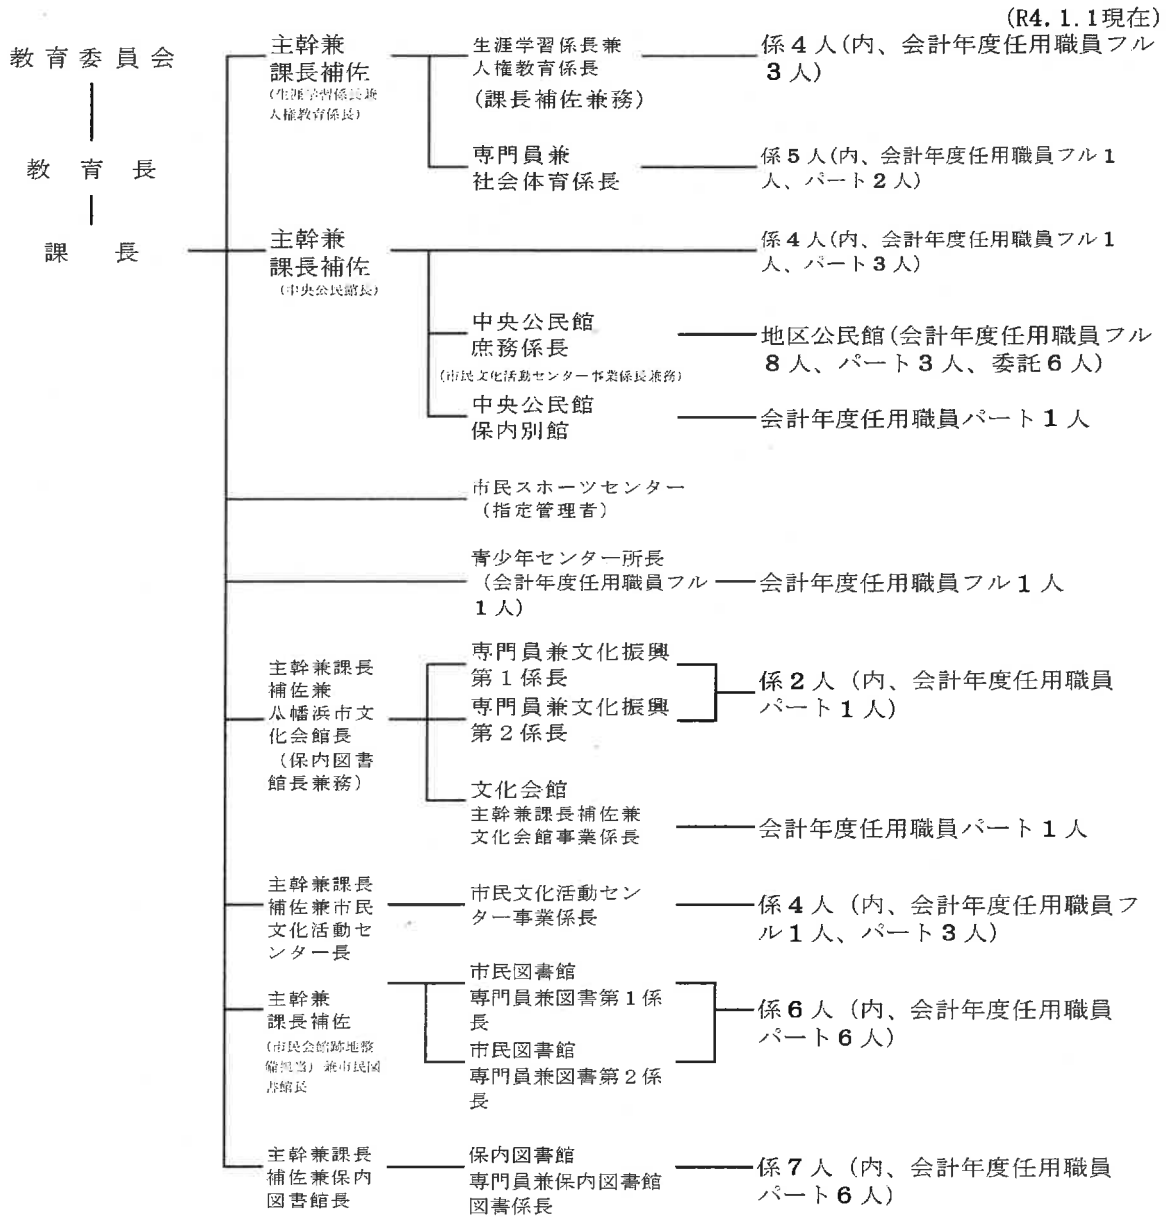 (R4.1.1現在)
教育委員会
教育長
課長
主幹兼
課長補佐
(生涯学習係長兼
人権教育係長)
生涯学習係長兼
人権教育係長
(課長補佐兼務)
係4人(内、会計年度任用職員フル
3人)
専門員兼
社会体育係長
係5人(内、会計年度任用職員フル1
人、パート2人)
主幹兼
課長補佐
(中央公民館長)
係4人(内、会計年度任用職員フル1
人、パート3人)
中央公民館
庶務係長
(市民文化活動センター事業係長兼務)
地区公民館(会計年度任用職員フル
8人、パート3人、委託6人)
中央公民館
保内別館
会計年度任用職員パート1人
市民スポーツセンター
(指定管理者)
青少年センター所長
(会計年度任用職員フル
1人)
会計年度任用職員フル1人
主幹兼課長
補佐兼
八幡浜市文
化会館長
(保内図書
館長兼務)
専門員兼文化振興
第1係長
専門員兼文化振興
第2係長
係2人(内、会計年度任用職員
パート1人)
文化会館
主幹兼課長補佐兼
文化会館事業係長
会計年度任用職員パート1人
主幹兼課長
補佐兼市民
文化活動セ
ンター長
市民文化活動セン
ター事業係長
係4人(内、会計年度任用職員フ
ル1人、パート3人)
主幹兼
課長補佐
(市民会館跡地整
備担当)兼市民図
書館長
市民図書館
専門員兼図書第1係
長
市民図書館
専門員兼図書第2係
長
係6人(内、会計年度任用職員
パート6人)
主幹兼課長
補佐兼保内
図書館長
保内図書館
専門員兼保内図書館
図書係長
係7人(内、会計年度任用職員
パート6人)